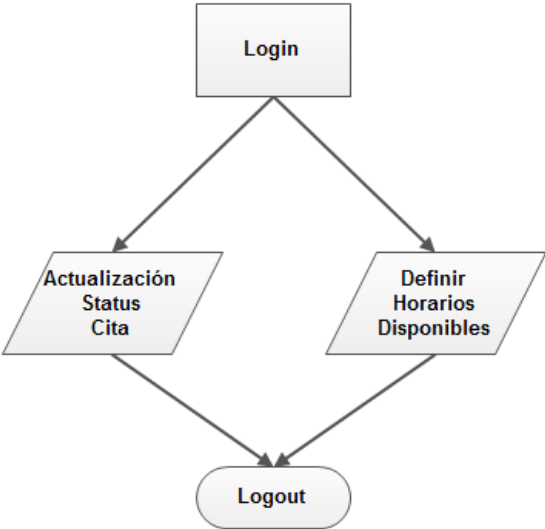 Login
Actualización
Status
Cita
Definir
Horarios
Disponibles
Logout